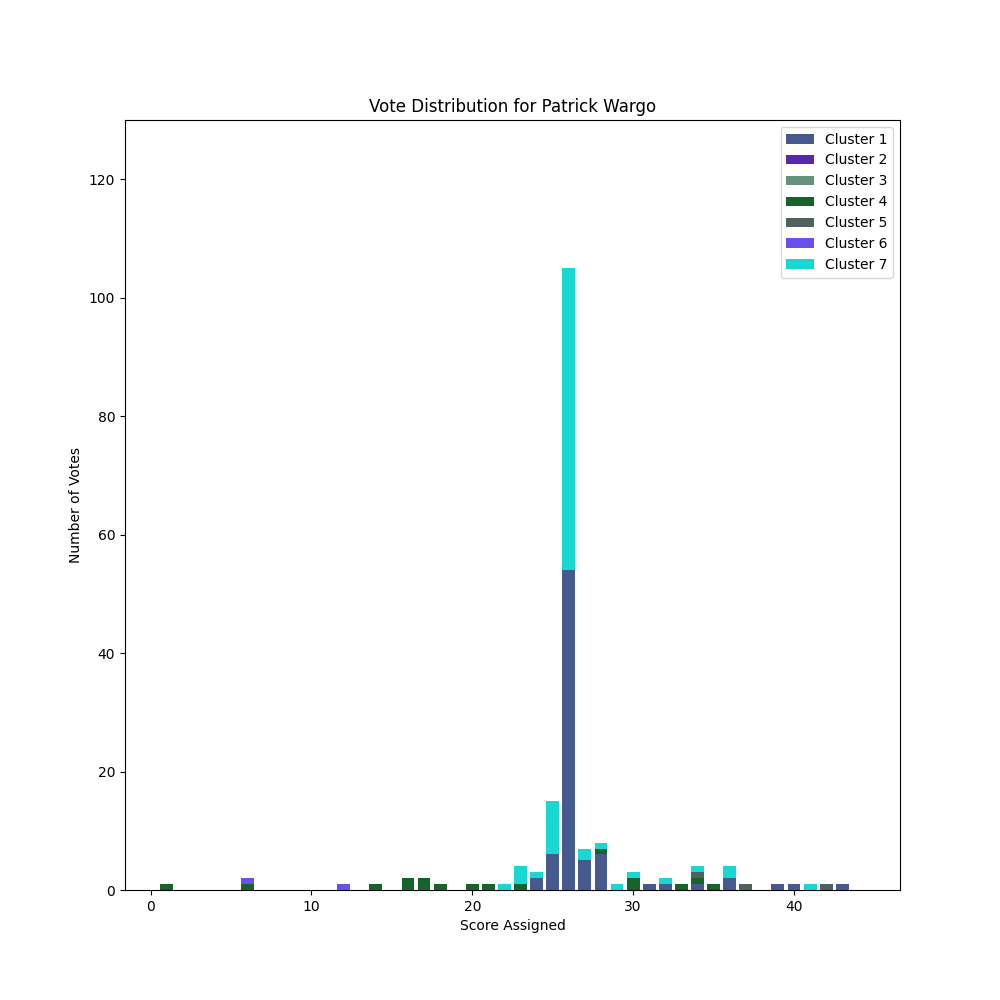 Vote Distribution for Patrick Wargo
Cluster 1
Cluster 2
Cluster 3
Cluster 4
Cluster 5
Cluster 6
Cluster 7
120
100
80
60
40
20
0
Number of Votes
0 10 20 30 40
Score Assigned